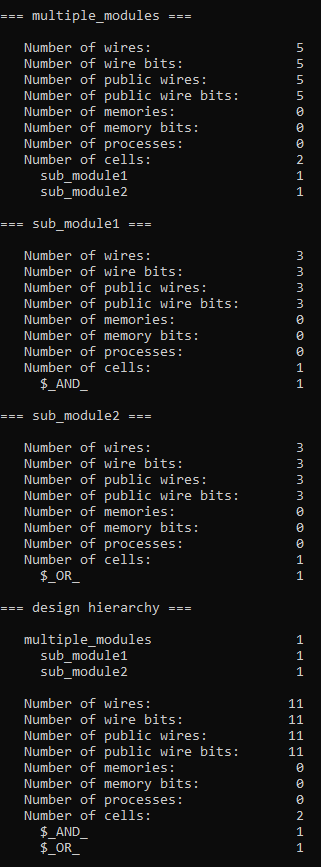 === multiple_modules ===
Number of wires: 5
Number of wire bits: 5
Number of public wires: 5
Number of public wire bits: 5
Number of memories: 0
Number of memory bits: 0
Number of processes: 0
Number of cells: 2
sub_module1 1
sub_module2 1
=== sub_module1 ===
Number of wires: 3
Number of wire bits: 3
Number of public wires: 3
Number of public wire bits: 3
Number of memories: 0
Number of memory bits: 0
Number of processes: 0
Number of cells: 1
$_AND_ 1
=== sub_module2 ===
Number of wires: 3
Number of wire bits: 3
Number of public wires: 3
Number of public wire bits: 3
Number of memories: 0
Number of memory bits: 0
Number of processes: 0
Number of cells: 1
$_OR_ 1
=== design hierarchy ===
multiple_modules 1
sub_module1 1
sub_module2 1
Number of wires: 11
Number of wire bits: 11
Number of public wires: 11
Number of public wire bits: 11
Number of memories: 0
Number of memory bits: 0
Number of processes: 0
Number of cells: 2
$_AND_ 1
$_OR_ 1